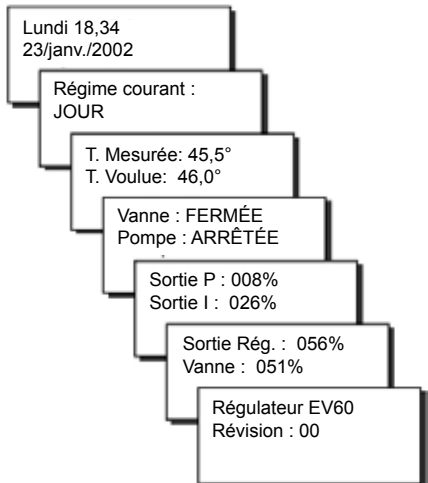 Lundi 18,34
23/janv./2002
Régime courant :
JOUR
T. Mesurée: 45,5°
T. Voulue: 46,0°
Vanne : FERMÉE
Pompe : ARRÊTÉE
Sortie P : 008%
Sortie I : 026%
Sortie Rég. : 056%
Vanne : 051%
Régulateur EV60
Révision : 00